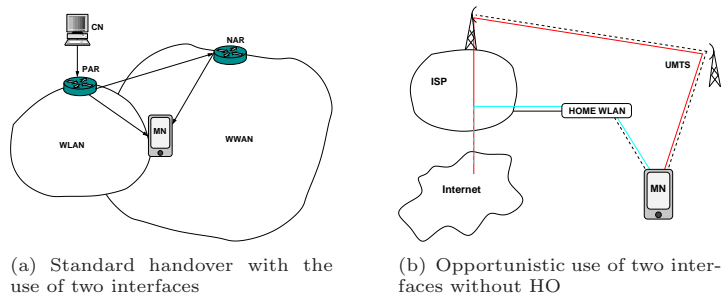 CN
NAR
PAR
MN
WLAN
WWAN
(a) Standard handover with the
use of two interfaces
ISP
UMTS
HOME WLAN
Internet
MN
(b) Opportunistic use of two inter-
faces without HO